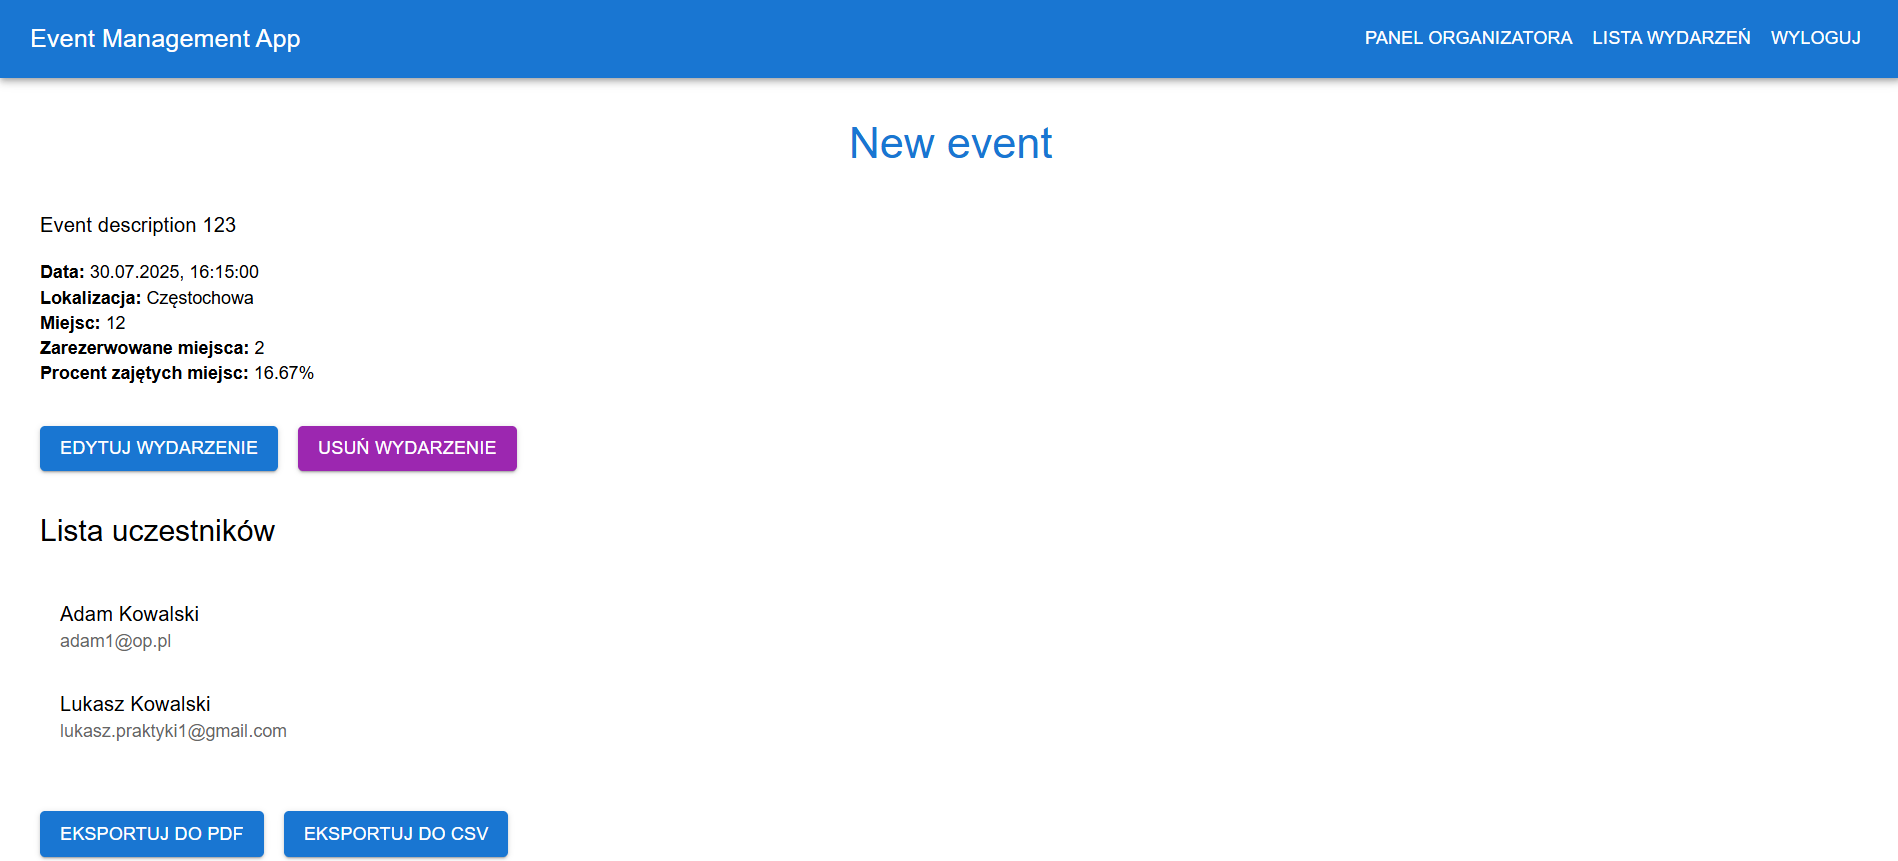 Event Management App
PANEL ORGANIZATORA LISTA WYDARZEŃ WYLOGUJ
New event
Event description 123
Data: 30.07.2025, 16:15:00
Lokalizacja: Częstochowa
Miejsc: 12
Zarezerwowane miejsca: 2
Procent zajętych miejsc: 16.67%
EDYTUJ WYDARZENIE USUŃ WYDARZENIE
Lista uczestników
Adam Kowalski
adam1@op.pl
Lukasz Kowalski
lukasz.praktyki1@gmail.com
EKSPORTUJ DO PDF EKSPORTUJ DO CSV